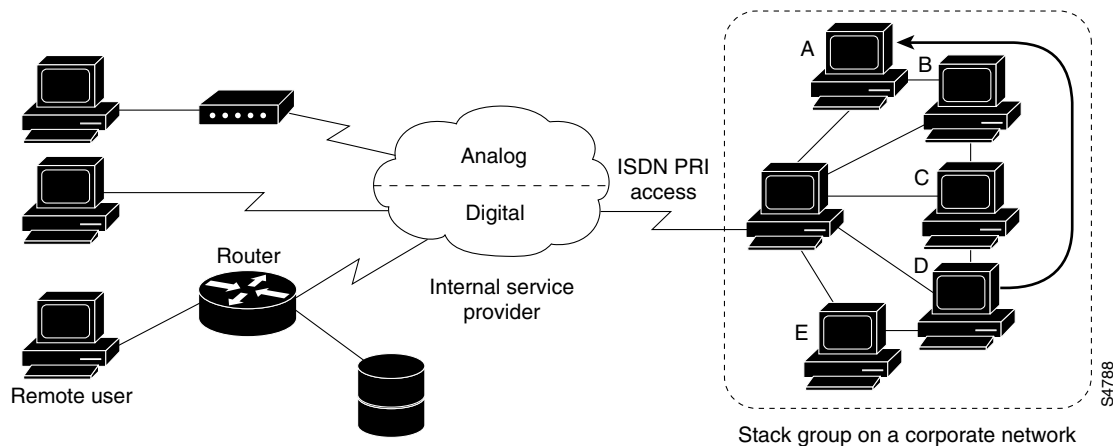 A
B
Analog
ISDN PRI
access
C
Digital
Router
D
Internal service
provider
E
Remote user
S4788
Stack group on a corporate network